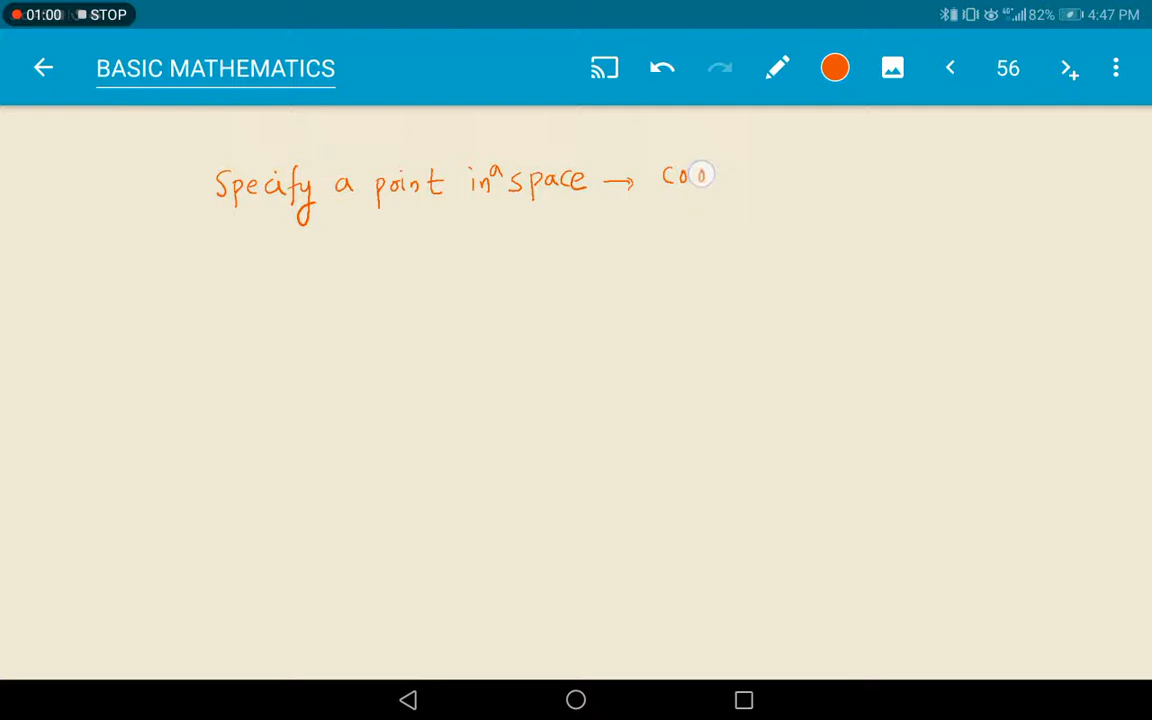 01:00 STOP 82% 4:47 PM
BASIC MATHEMATICS 56
Specify a point in a space → coo